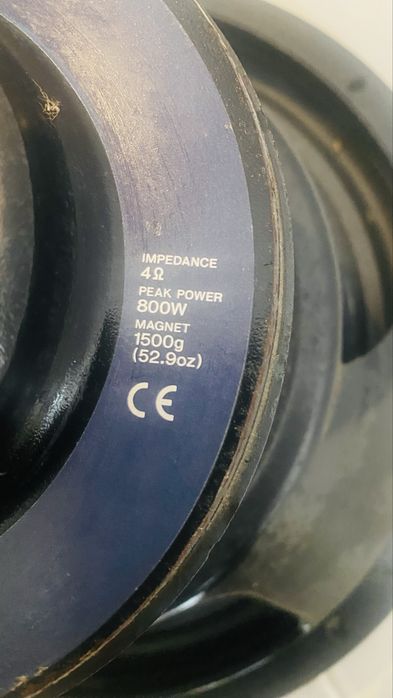 IMPEDANCE
4Ω
PEAK POWER
800W
MAGNET
1500g
(52.9oz)
CE